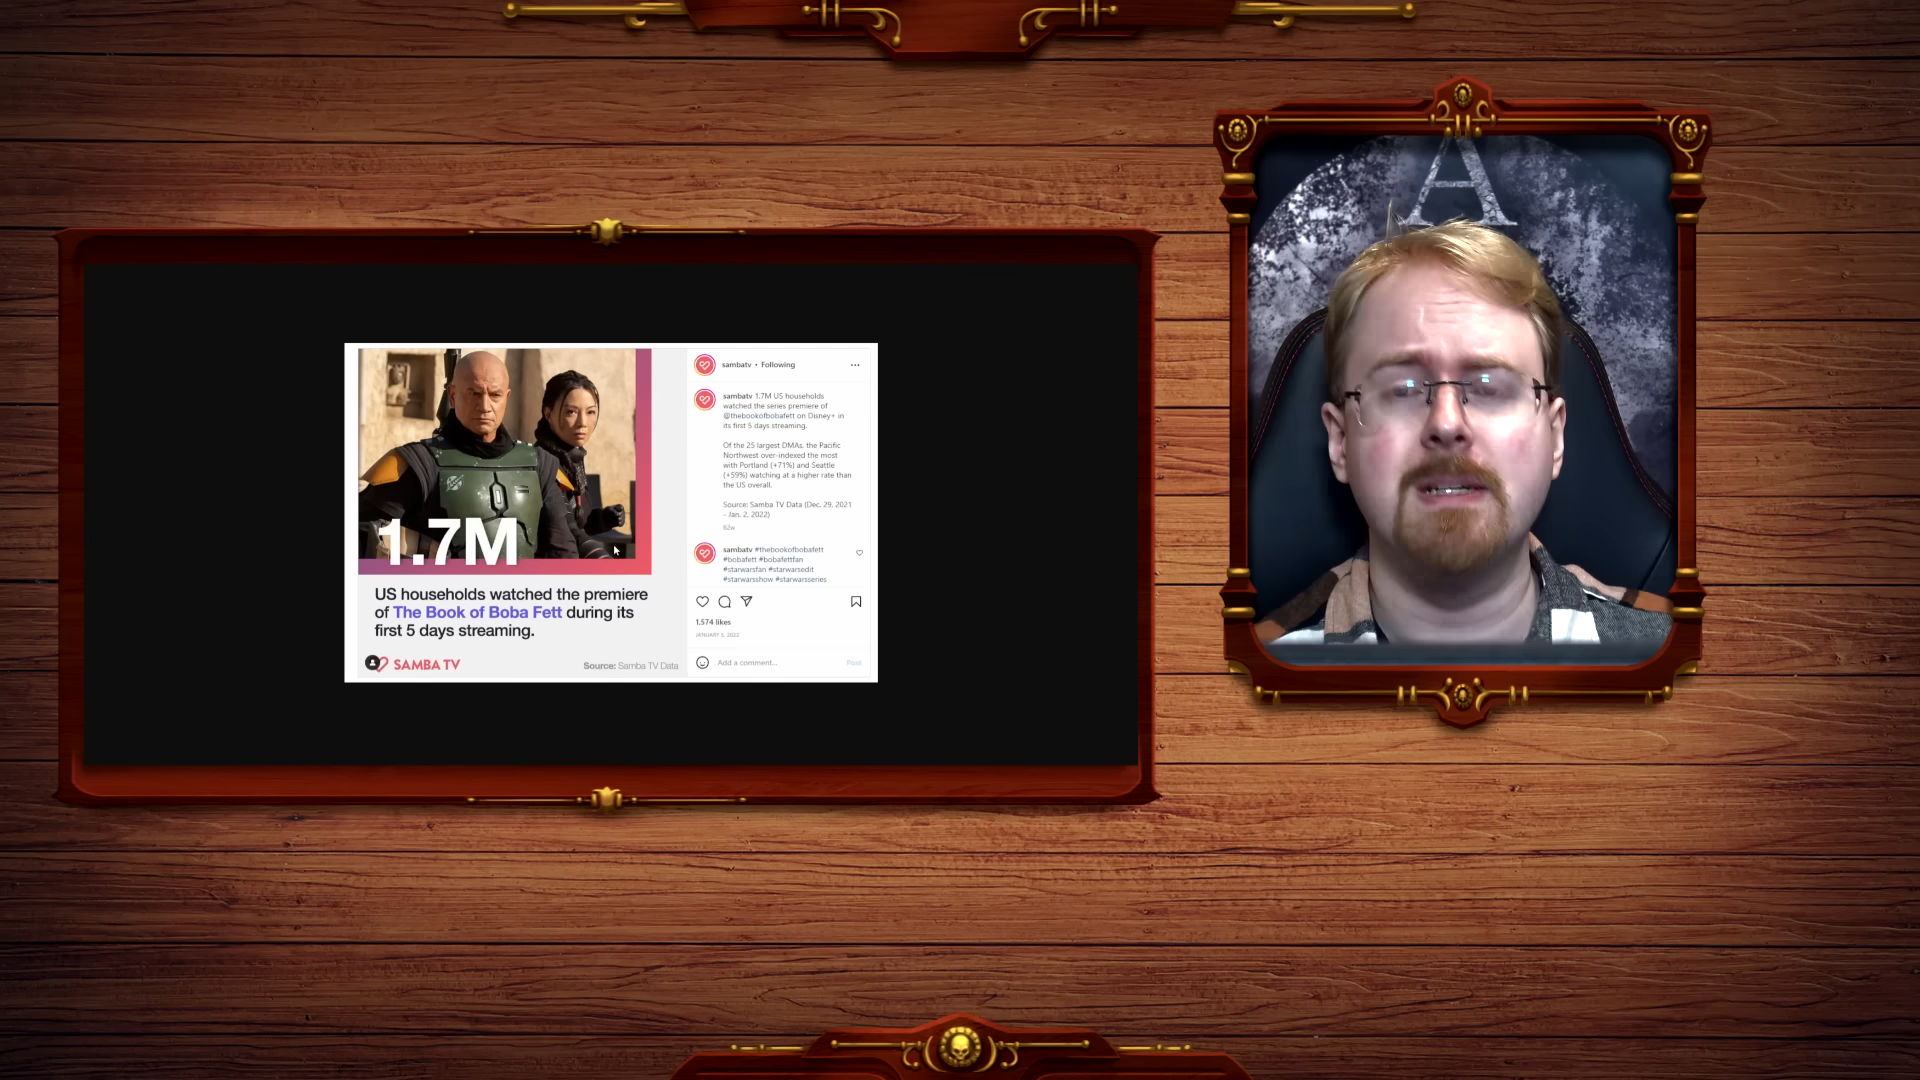 A
1.7M
US households watched the premiere
of The Book of Boba Fett during its
first 5 days streaming.
SAMBA TV
Source: Samba TV Data
sambatv • Following
sambatv 1.7M US households
watched the series premiere of
@thebookofbobafett on Disney+ in
its first 5 days streaming.
Of the 25 largest DMAs, the Pacific
Northwest over-indexed the most
with Portland (+71%) and Seattle
(+59%) watching at a higher rate than
the US overall.
Source: Samba TV Data (Dec. 29, 2021
- Jan. 2, 2022)
62w
sambatv #thebookofbobafett
#bobafett #bobafettfan
#starwarsfan #starwarsedit
#starwarsshow #starwarsseries
1,574 likes
JANUARY 5, 2022
Add a comment...
Post